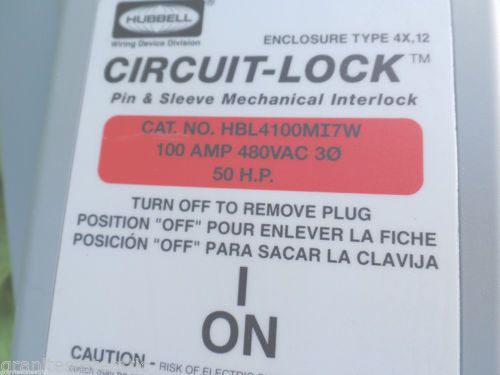 HUBBELL
®
Wiring Device Division
ENCLOSURE TYPE 4X,12
CIRCUIT-LOCK™
Pin & Sleeve Mechanical Interlock
CAT. NO. HBL4100MI7W
100 AMP 480VAC 3Ø
50 H.P.
TURN OFF TO REMOVE PLUG
POSITION "OFF" POUR ENLEVER LA FICHE
POSICIÓN "OFF" PARA SACAR LA CLAVIJA
I
ON
CAUTION - RISK OF ELECTRIC